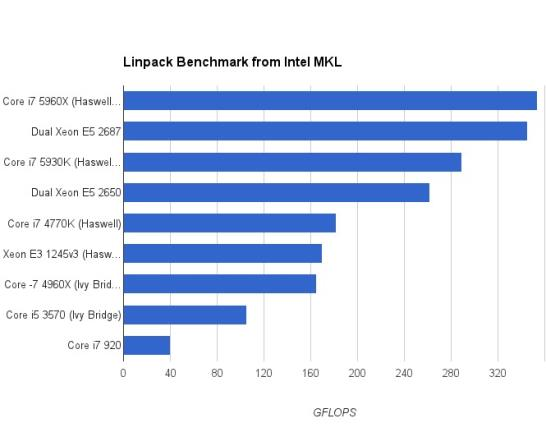 Linpack Benchmark from Intel MKL
Core i7 5960X (Haswell...
Dual Xeon E5 2687
Core i7 5930K (Haswel...
Dual Xeon E5 2650
Core i7 4770K (Haswell)
Xeon E3 1245v3 (Hasw...
Core -7 4960X (Ivy Brid...
Core i5 3570 (Ivy Bridge)
Core i7 920
0 40 80 120 160 200 240 280 320
GFLOPS